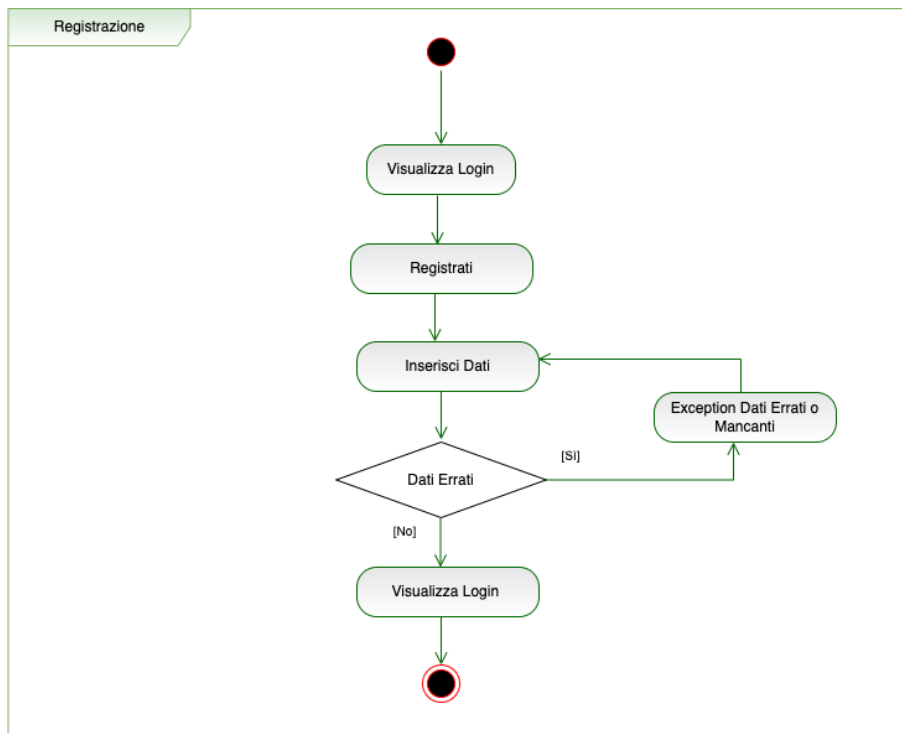 Registrazione
Visualizza Login
Registrati
Inserisci Dati
Exception Dati Errati o
Mancanti
Dati Errati
[Sì]
[No]
Visualizza Login